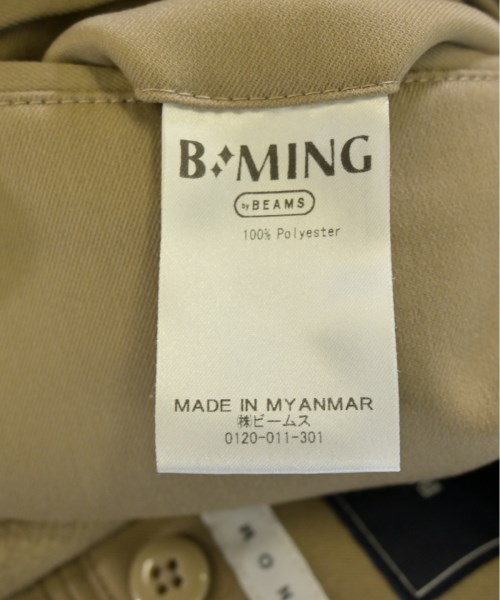 B MING
by BEAMS
100% Polyester
MADE IN MYANMAR
㈱ビームス
0120-011-301